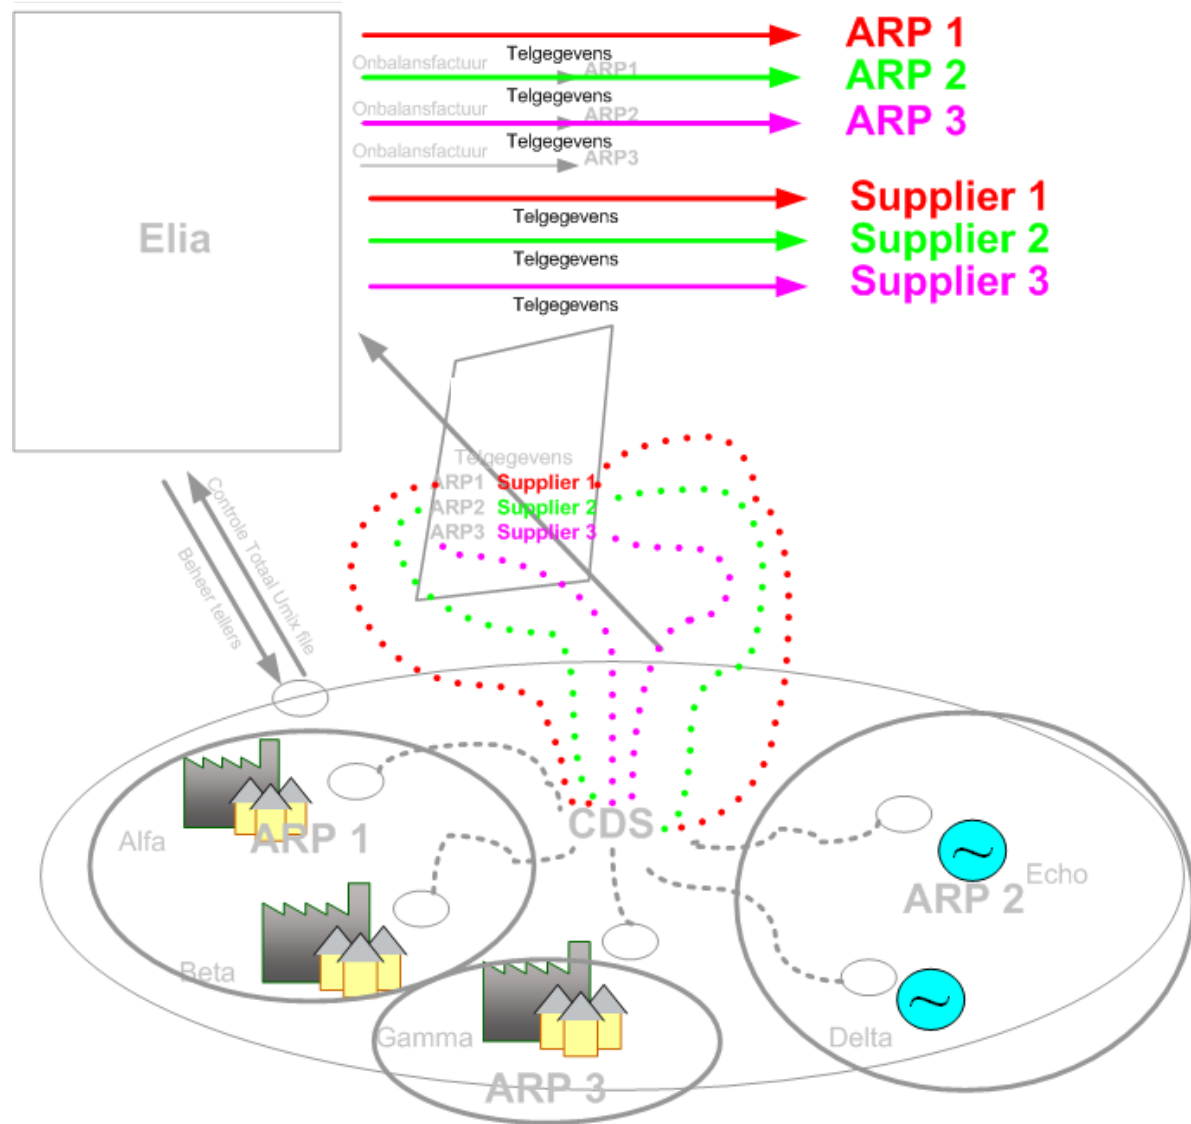 ARP 1
Telgegevens
Onbalansfactuur ARP1
ARP 2
Telgegevens
Onbalansfactuur ARP2
ARP 3
Telgegevens
Onbalansfactuur ARP3
Supplier 1
Telgegevens
Elia
Supplier 2
Telgegevens
Supplier 3
Telgegevens
Telgegevens
ARP1 Supplier 1
ARP2 Supplier 2
ARP3 Supplier 3
Controle Totaal Umix file
Beheer tellers
CDS
Alfa
ARP 1
Echo
ARP 2
Beta
Gamma
Delta
ARP 3